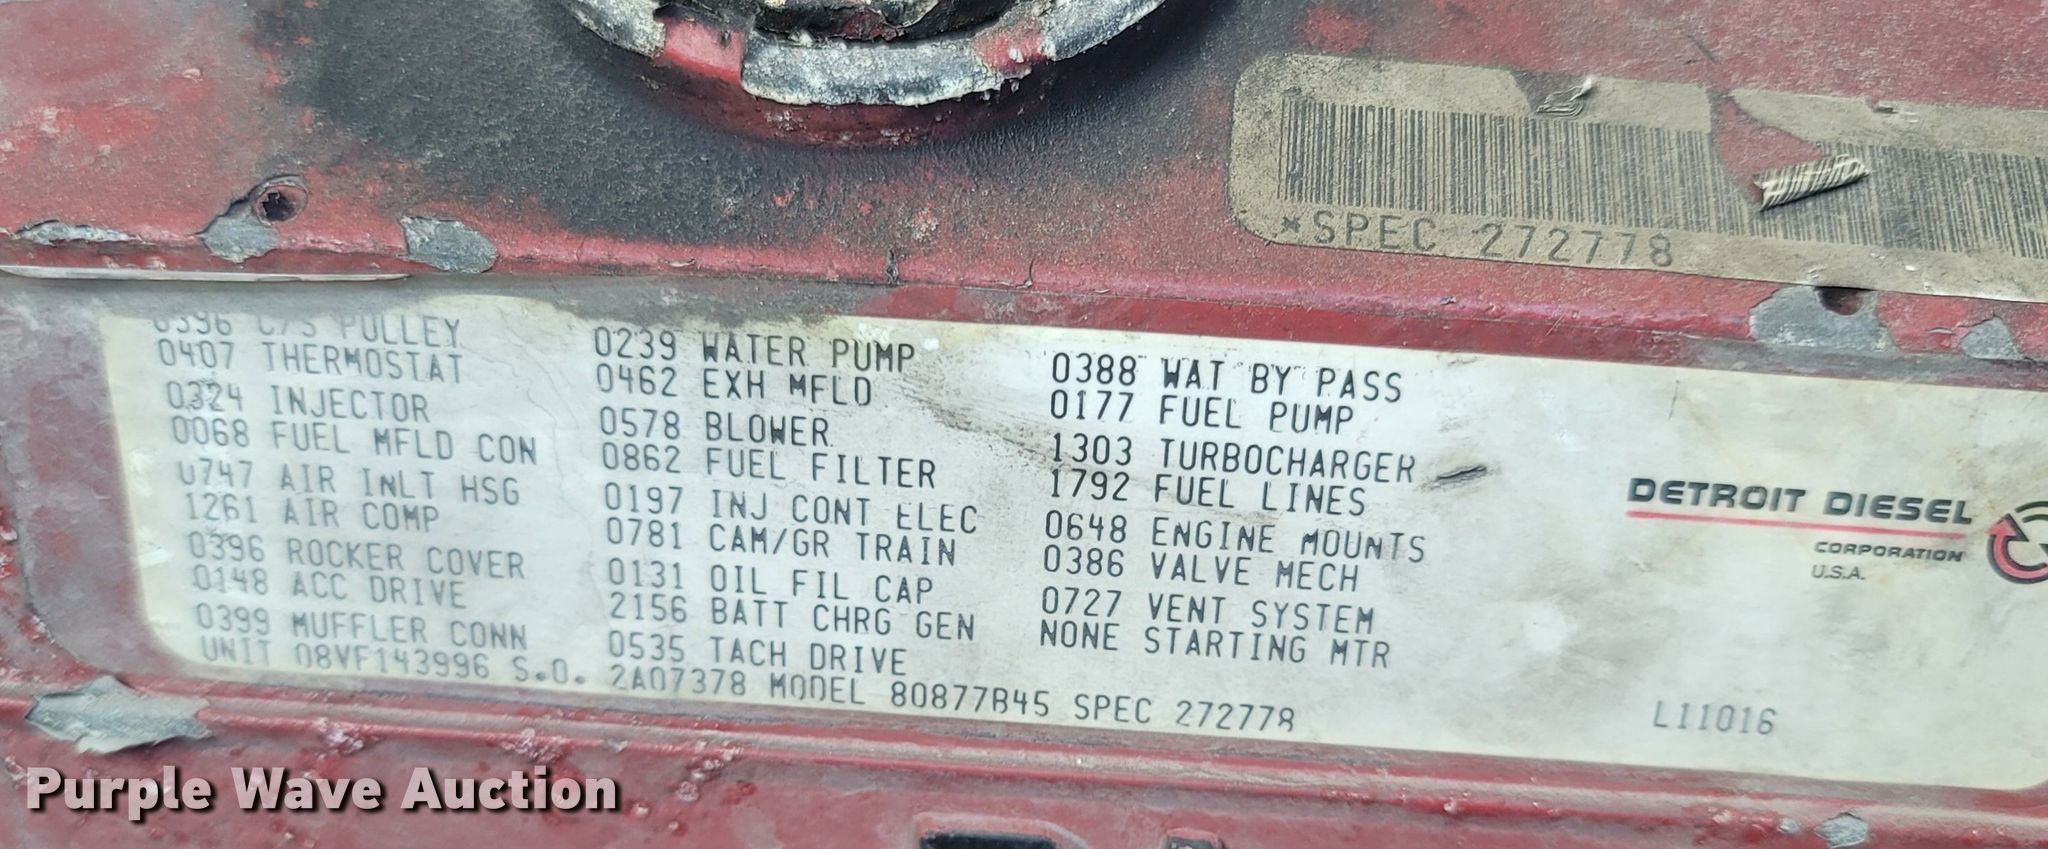 *SPEC 272778
0396 C/S PULLEY
0407 THERMOSTAT
0324 INJECTOR
0068 FUEL MFLD CON
0747 AIR INLT HSG
1261 AIR COMP
0396 ROCKER COVER
0148 ACC DRIVE
0399 MUFFLER CONN
0239 WATER PUMP
0462 EXH MFLD
0578 BLOWER
0862 FUEL FILTER
0197 INJ CONT ELEC
0781 CAM/GR TRAIN
0131 OIL FIL CAP
2156 BATT CHRG GEN
0535 TACH DRIVE
0388 WAT BY PASS
0177 FUEL PUMP
1303 TURBOCHARGER
1792 FUEL LINES
0648 ENGINE MOUNTS
0386 VALVE MECH
0727 VENT SYSTEM
NONE STARTING MTR
UNIT 08VF143996 S.O. 2A07378 MODEL 80877B45 SPEC 272778
DETROIT DIESEL
CORPORATION
U.S.A.
L11016
Purple Wave Auction